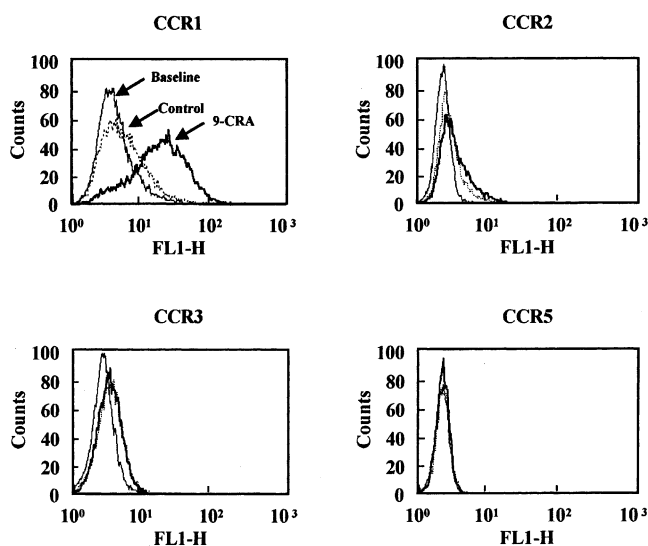 CCR1
CCR2
100
80
60
40
20
0
Counts
Baseline
Control
9-CRA
10⁰
10¹
10²
10³
FL1-H
100
80
60
40
20
0
Counts
10⁰
10¹
10²
10³
FL1-H
CCR3
CCR5
100
80
60
40
20
0
Counts
10⁰
10¹
10²
10³
FL1-H
100
80
60
40
20
0
Counts
10⁰
10¹
10²
10³
FL1-H